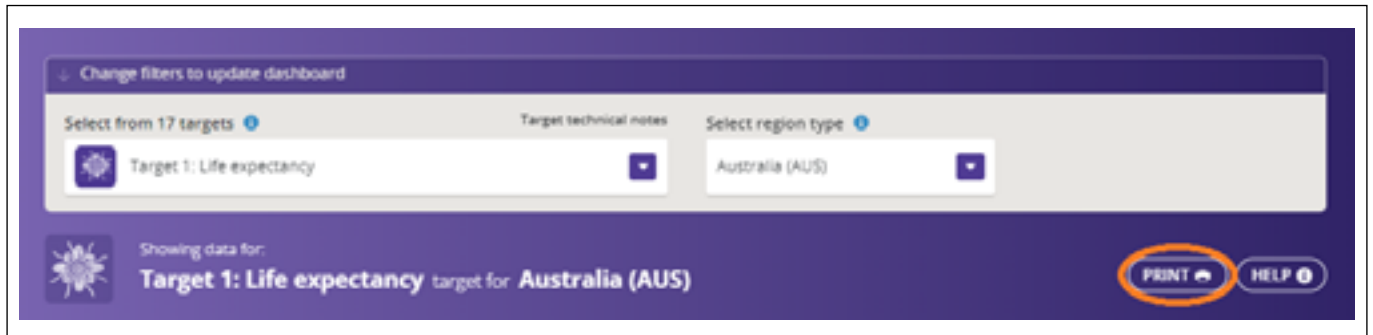 ↓ Change filters to update dashboard
Select from 17 targets
Target technical notes
Select region type
Target 1: Life expectancy
Australia (AUS)
Showing data for:
Target 1: Life expectancy target for Australia (AUS)
PRINT
HELP